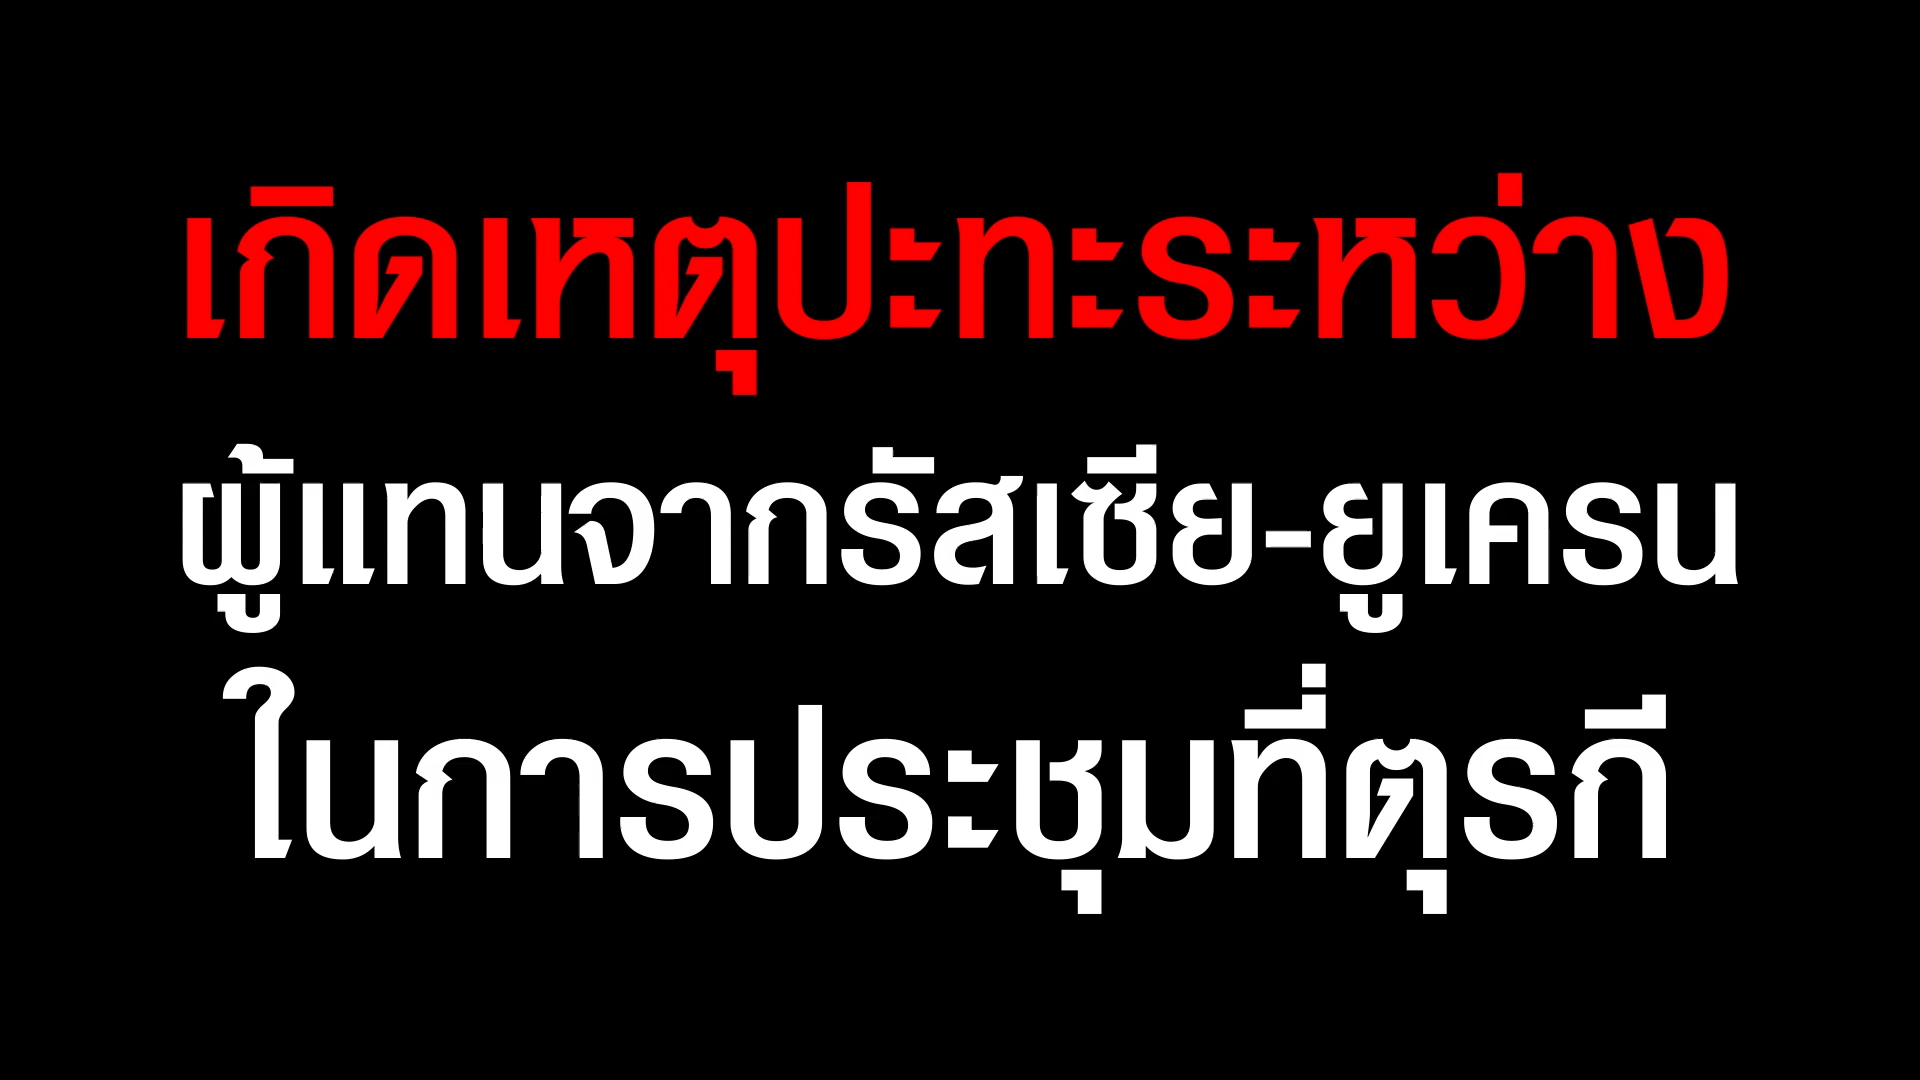 เกิดเหตุปะทะระหว่าง
ผู้แทนจากรัสเซีย-ยูเครน
ในการประชุมที่ตุรกี